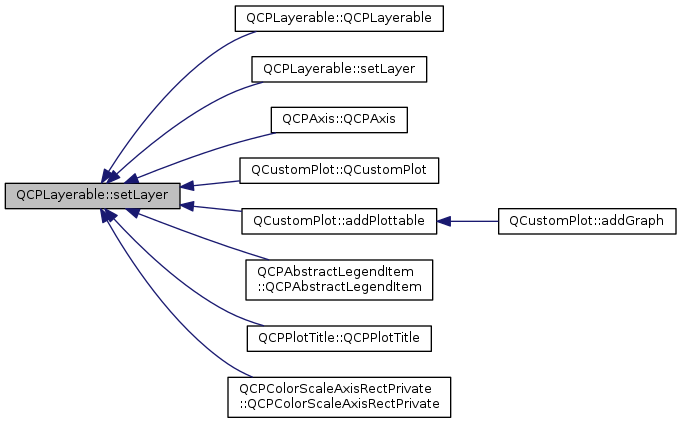 QCPLayerable::QCPLayerable
QCPLayerable::setLayer
QCPAxis::QCPAxis
QCustomPlot::QCustomPlot
QCPLayerable::setLayer
QCustomPlot::addPlottable
QCustomPlot::addGraph
QCPAbstractLegendItem
::QCPAbstractLegendItem
QCPPlotTitle::QCPPlotTitle
QCPColorScaleAxisRectPrivate
::QCPColorScaleAxisRectPrivate